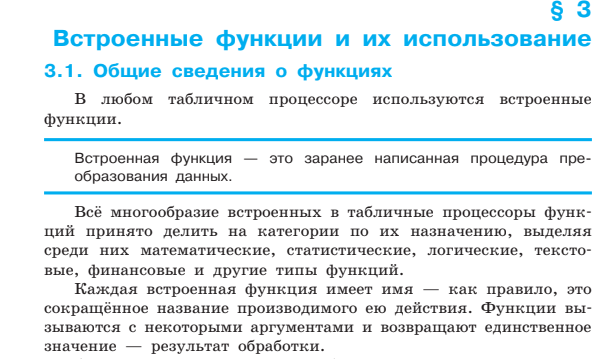 § 3
Встроенные функции и их использование
3.1. Общие сведения о функциях
В любом табличном процессоре используются встроенные
функции.
Встроенная функция — это заранее написанная процедура пре-
образования данных.
Всё многообразие встроенных в табличные процессоры функ-
ций принято делить на категории по их назначению, выделяя
среди них математические, статистические, логические, тексто-
вые, финансовые и другие типы функций.
Каждая встроенная функция имеет имя — как правило, это
сокращённое название производимого ею действия. Функции вы-
зываются с некоторыми аргументами и возвращают единственное
значение — результат обработки.